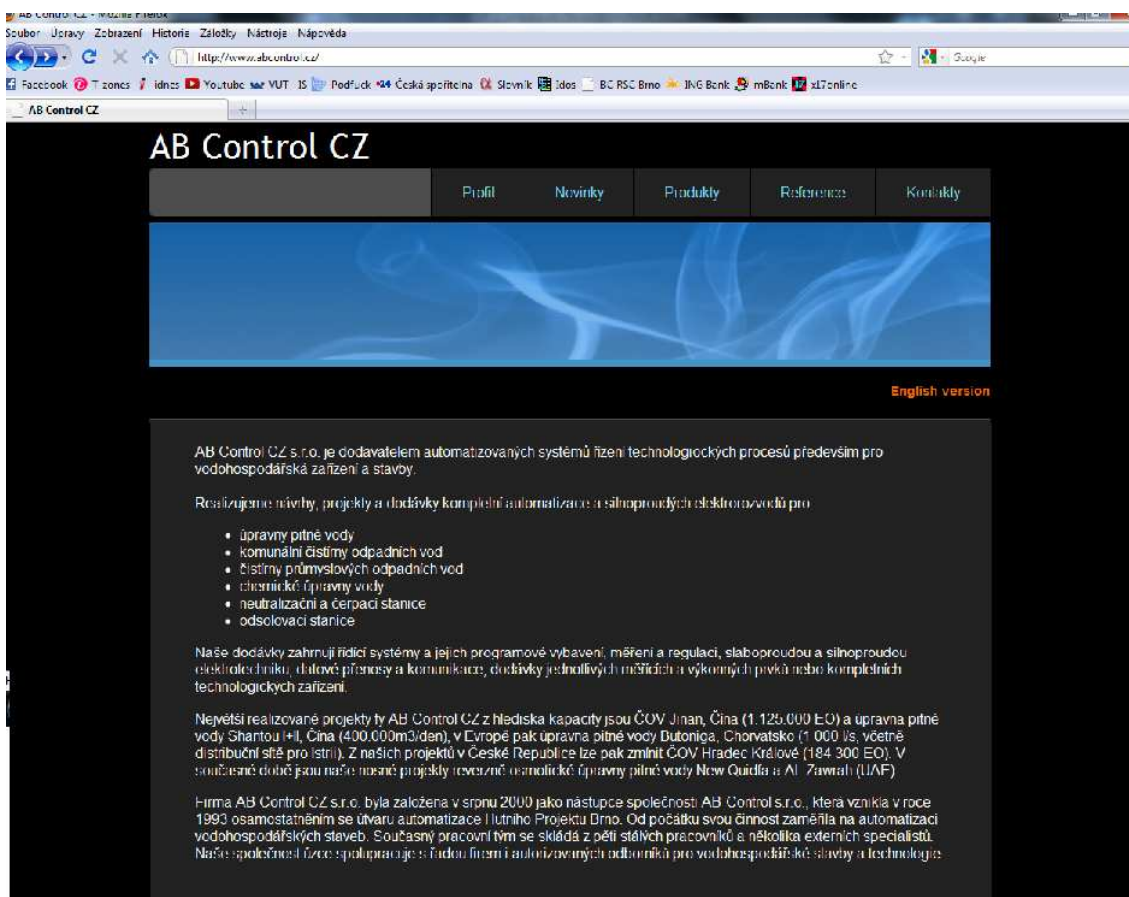 AB Control CZ - Mozilla Firefox
Soubor Úpravy Zobrazení Historie Záložky Nástroje Nápověda
http://www.abcontrol.cz/
Google
Facebook T-zones idnes Youtube VUT IS Podfuck Česká spořitelna Slovník Idos BC RSC Brno ING Bank mBank x17online
AB Control CZ
AB Control CZ
Profil Novinky Produkty Reference Kontakty
English version
AB Control CZ s.r.o. je dodavatelem automatizovaných systémů řízení technologiockých procesů především pro
vodohospodářská zařízení a stavby.
Realizujeme návrhy, projekty a dodávky kompletní automatizace a silnoproudých elektrorozvodů pro
• úpravny pitné vody
• komunální čistírny odpadních vod
• čistírny průmyslových odpadních vod
• chemické úpravny vody
• neutralizační a čerpací stanice
• odsolovací stanice
Naše dodávky zahrnují řídící systémy a jejich programové vybavení, měření a regulaci, slaboproudou a silnoproudou
elektrotechniku, datové přenosy a komunikace, dodávky jednotlivých měřících a výkonných prvků nebo kompletních
technologických zařízení.
Největší realizované projekty fy AB Control CZ z hlediska kapacity jsou ČOV Jinan, Čína (1.125.000 EO) a úpravna pitné
vody Shantou I+II, Čína (400.000m3/den), v Evropě pak úpravna pitné vody Butoniga, Chorvatsko (1 000 l/s, včetně
distribuční sítě pro Istrii). Z našich projektů v České Republice lze pak zmínit ČOV Hradec Králové (184 300 EO). V
současné době jsou naše nosné projekty reverzně osmotické úpravny pitné vody New Quidfa a AL Zawrah (UAE)
Firma AB Control CZ s.r.o. byla založena v srpnu 2000 jako nástupce společnosti AB Control s.r.o., která vznikla v roce
1993 osamostatněním se útvaru automatizace Hutního Projektu Brno. Od počátku svou činnost zaměřila na automatizaci
vodohospodářských staveb. Současný pracovní tým se skládá z pěti stálých pracovníků a několika externích specialistů.
Naše společnost úzce spolupracuje s řadou firem i autorizovaných odborníků pro vodohospodářské stavby a technologie